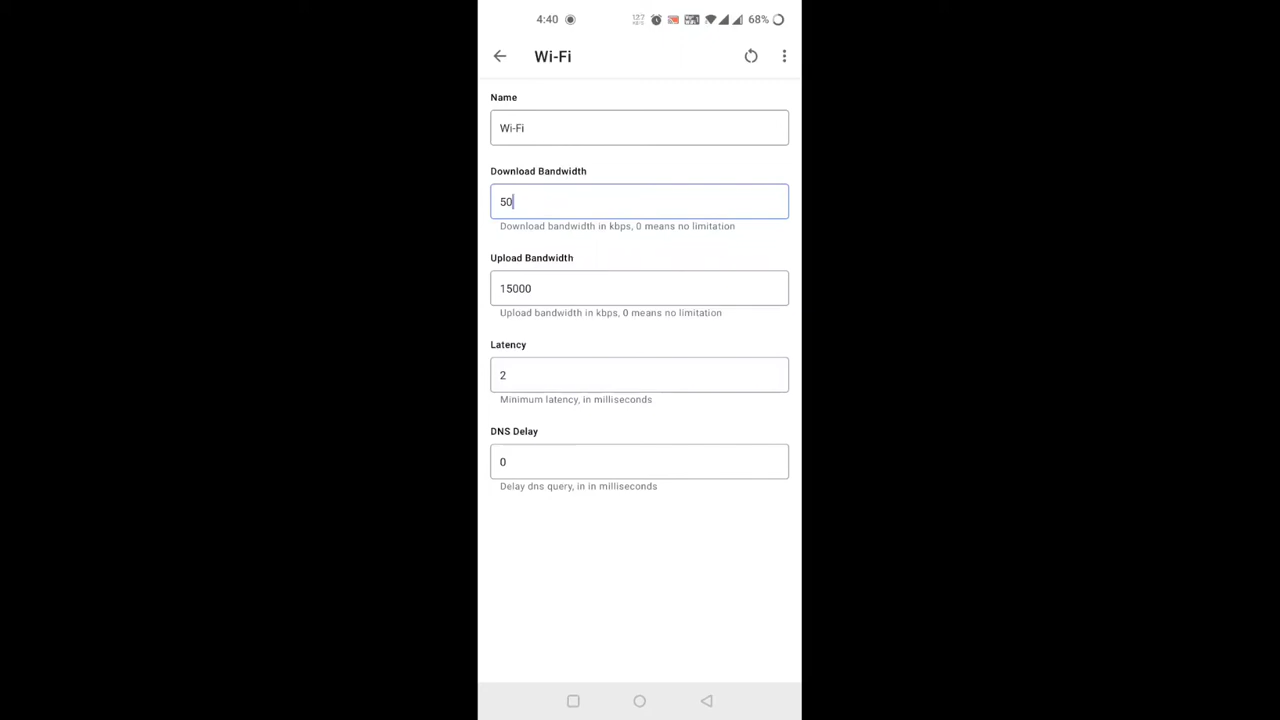 4:40
68%
Wi-Fi
Name
Wi-Fi
Download Bandwidth
50
Download bandwidth in kbps, 0 means no limitation
Upload Bandwidth
15000
Upload bandwidth in kbps, 0 means no limitation
Latency
2
Minimum latency, in milliseconds
DNS Delay
0
Delay dns query, in in milliseconds